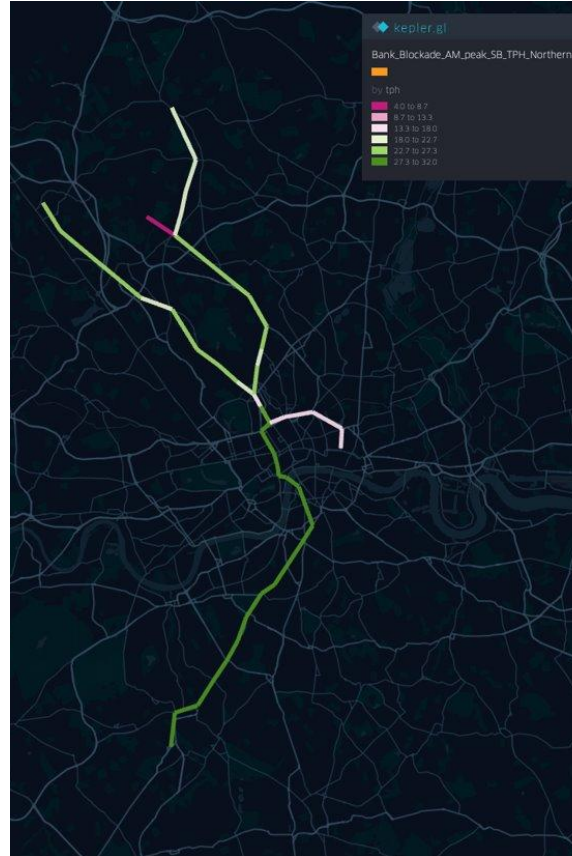 kepler.gl
Bank_Blockade_AM_peak_SB_TPH_Northern
by tph
4.0 to 8.7
8.7 to 13.3
13.3 to 18.0
18.0 to 22.7
22.7 to 27.3
27.3 to 32.0